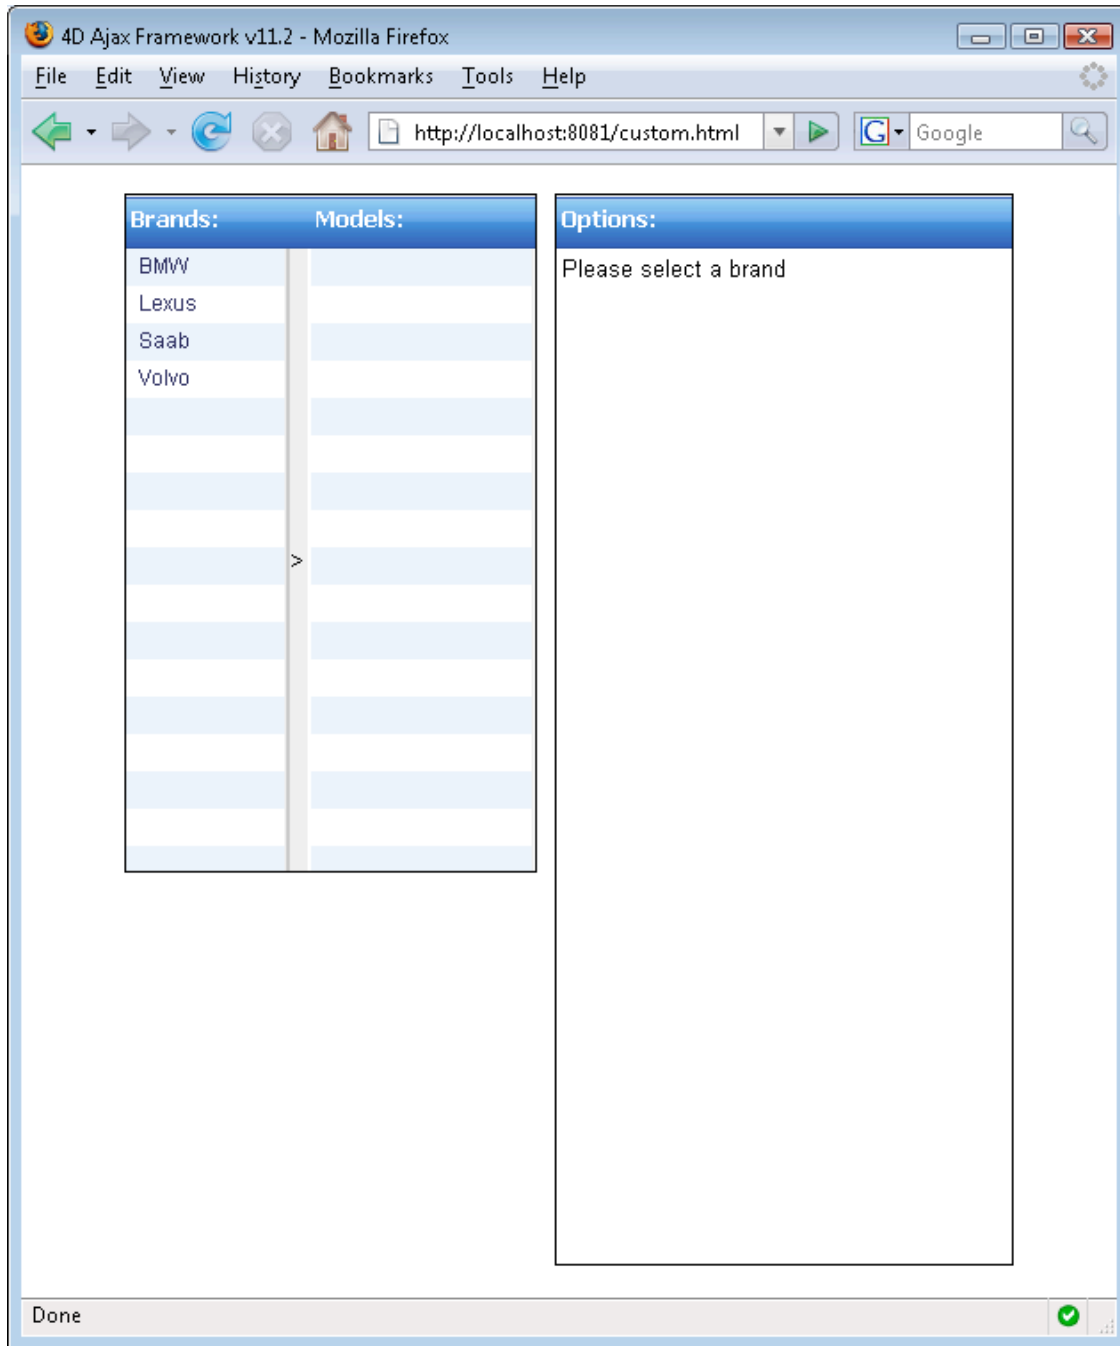 4D Ajax Framework v11.2 - Mozilla Firefox
File Edit View History Bookmarks Tools Help
http://localhost:8081/custom.html G Google
Brands: Models: Options:
BMW
Please select a brand
Lexus
Saab
Volvo
>
Done